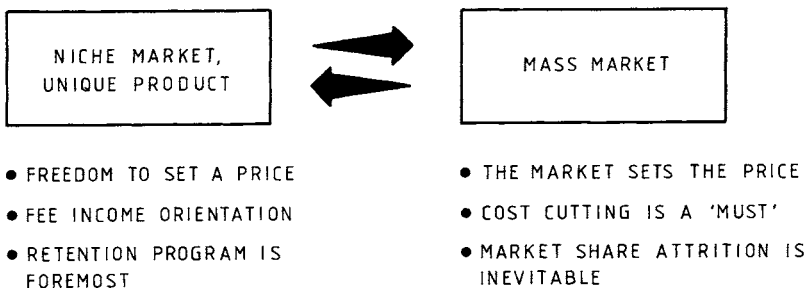 NICHE MARKET,
UNIQUE PRODUCT
MASS MARKET
● FREEDOM TO SET A PRICE
● FEE INCOME ORIENTATION
● RETENTION PROGRAM IS
FOREMOST
● THE MARKET SETS THE PRICE
● COST CUTTING IS A 'MUST'
● MARKET SHARE ATTRITION IS
INEVITABLE